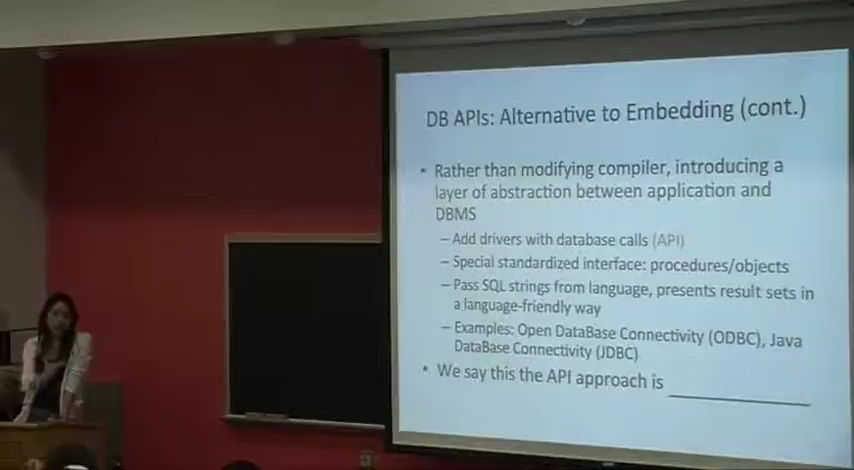 DB APIs: Alternative to Embedding (cont.)
• Rather than modifying compiler, introducing a
layer of abstraction between application and
DBMS
– Add drivers with database calls (API)
– Special standardized interface: procedures/objects
– Pass SQL strings from language, presents result sets in
a language-friendly way
– Examples: Open DataBase Connectivity (ODBC), Java
DataBase Connectivity (JDBC)
• We say this the API approach is __________